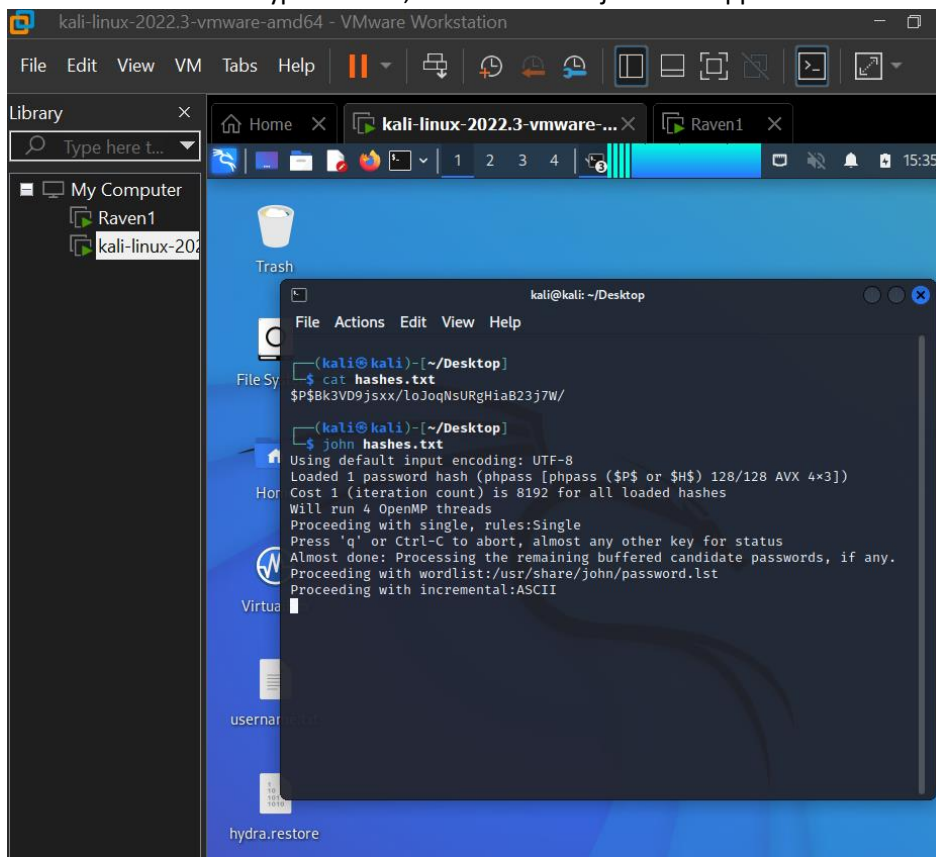 kali-linux-2022.3-vmware-amd64 - VMware Workstation
File Edit View VM Tabs Help
Library
Home kali-linux-2022.3-vmware-... Raven1
Type here t...
1 2 3 4 3 15:35
My Computer
Raven1
kali-linux-202
Trash
kali@kali: ~/Desktop
File Actions Edit View Help
(kali㉿kali)-[~/Desktop]
$ cat hashes.txt
File Sy
$P$Bk3VD9jsxx/loJoqNsURgHiaB23j7W/
(kali㉿kali)-[~/Desktop]
$ john hashes.txt
Using default input encoding: UTF-8
Loaded 1 password hash (phpass [phpass ($P$ or $H$) 128/128 AVX 4×3])
Hor
Cost 1 (iteration count) is 8192 for all loaded hashes
Will run 4 OpenMP threads
Proceeding with single, rules:Single
Press 'q' or Ctrl-C to abort, almost any other key for status
Almost done: Processing the remaining buffered candidate passwords, if any.
Proceeding with wordlist:/usr/share/john/password.lst
Proceeding with incremental:ASCII
Virtua
usernam
hydra.restore